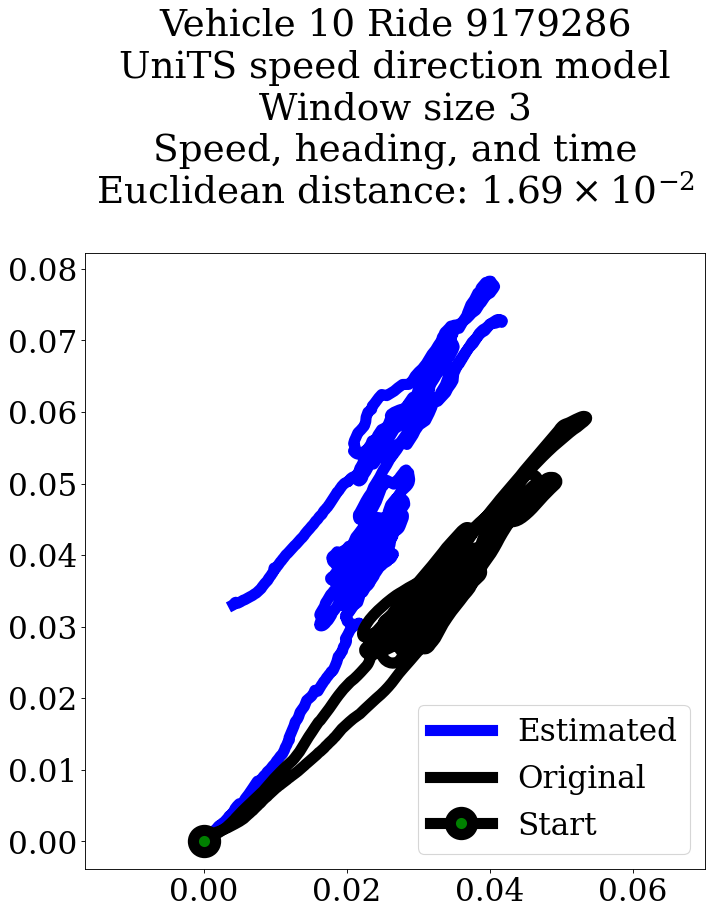 Vehicle 10 Ride 9179286
UniTS speed direction model
Window size 3
Speed, heading, and time
Euclidean distance: 1.69 × 10⁻²
0.08
0.07
0.06
0.05
0.04
0.03
0.02
0.01
0.00
Estimated
Original
Start
0.00 0.02 0.04 0.06